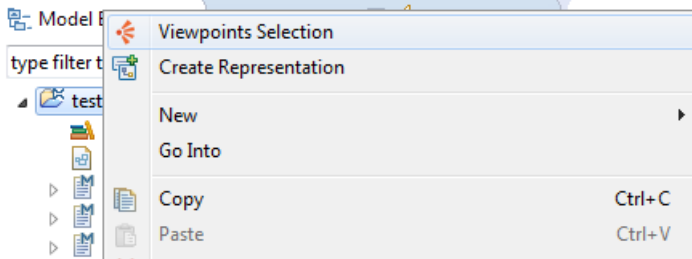 Model
Viewpoints Selection
type filter
Create Representation
test
New
Go Into
Copy Ctrl+C
Paste Ctrl+V